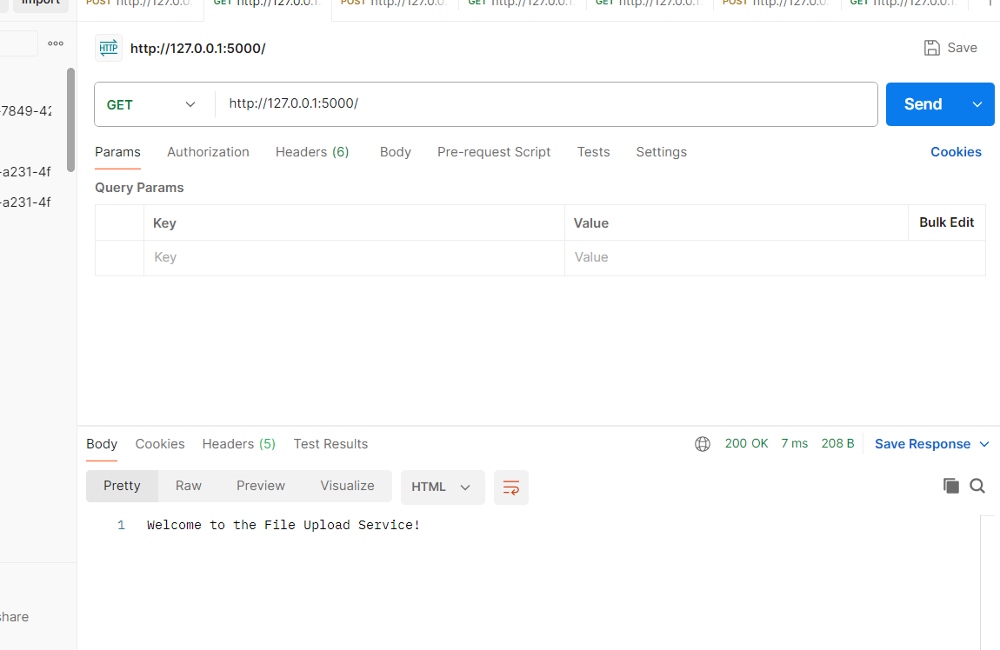 Import
POST http://127.0.0. GET http://127.0.0.1: POST http://127.0.0. GET http://127.0.0.1: GET http://127.0.0.1: POST http://127.0.0. GET http://127.0.0.1:
HTTP http://127.0.0.1:5000/ Save
GET http://127.0.0.1:5000/ Send
-7849-42
Params Authorization Headers (6) Body Pre-request Script Tests Settings Cookies
-a231-4f
Query Params
-a231-4f
Key Value Bulk Edit
Key Value
Body Cookies Headers (5) Test Results 200 OK 7 ms 208 B Save Response
Pretty Raw Preview Visualize HTML
1 Welcome to the File Upload Service!
share